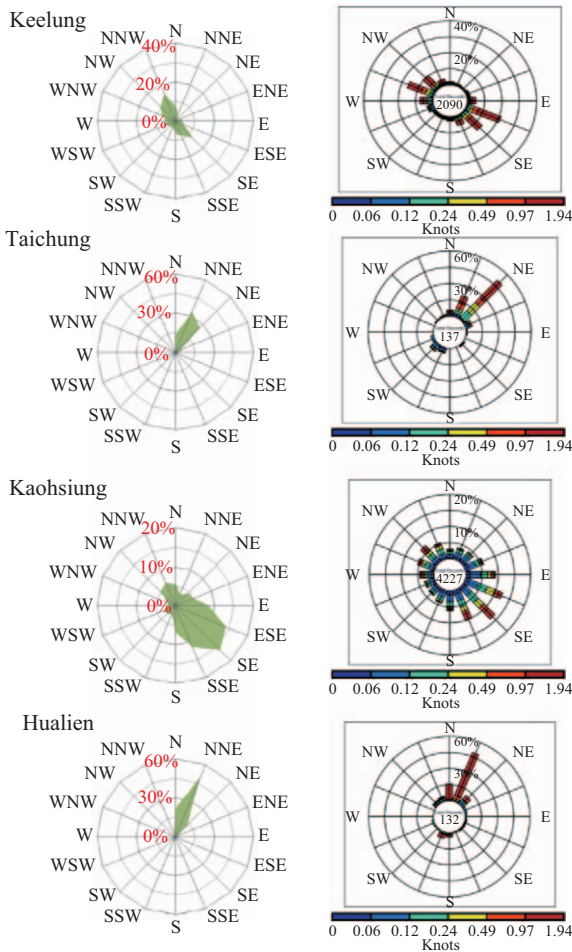 Keelung
N
NNW NNE
40%
NW NE
20%
WNW ENE
W 0% E
WSW ESE
SW SE
SSW SSE
S
N
40%
NW NE
20%
W 2090 E
SW SE
S
0 0.06 0.12 0.24 0.49 0.97 1.94
Knots
Taichung
N
NNW NNE
60%
NW NE
30%
WNW ENE
W 0% E
WSW ESE
SW SE
SSW SSE
S
N
60%
NW NE
30%
W 137 E
SW SE
S
0 0.06 0.12 0.24 0.49 0.97 1.94
Knots
Kaohsiung
N
NNW NNE
20%
NW NE
10%
WNW ENE
W 0% E
WSW ESE
SW SE
SSW SSE
S
N
20%
NW NE
10%
W 4227 E
SW SE
S
0 0.06 0.12 0.24 0.49 0.97 1.94
Knots
Hualien
N
NNW NNE
60%
NW NE
30%
WNW ENE
W 0% E
WSW ESE
SW SE
SSW SSE
S
N
60%
NW NE
30%
W 132 E
SW SE
S
0 0.06 0.12 0.24 0.49 0.97 1.94
Knots